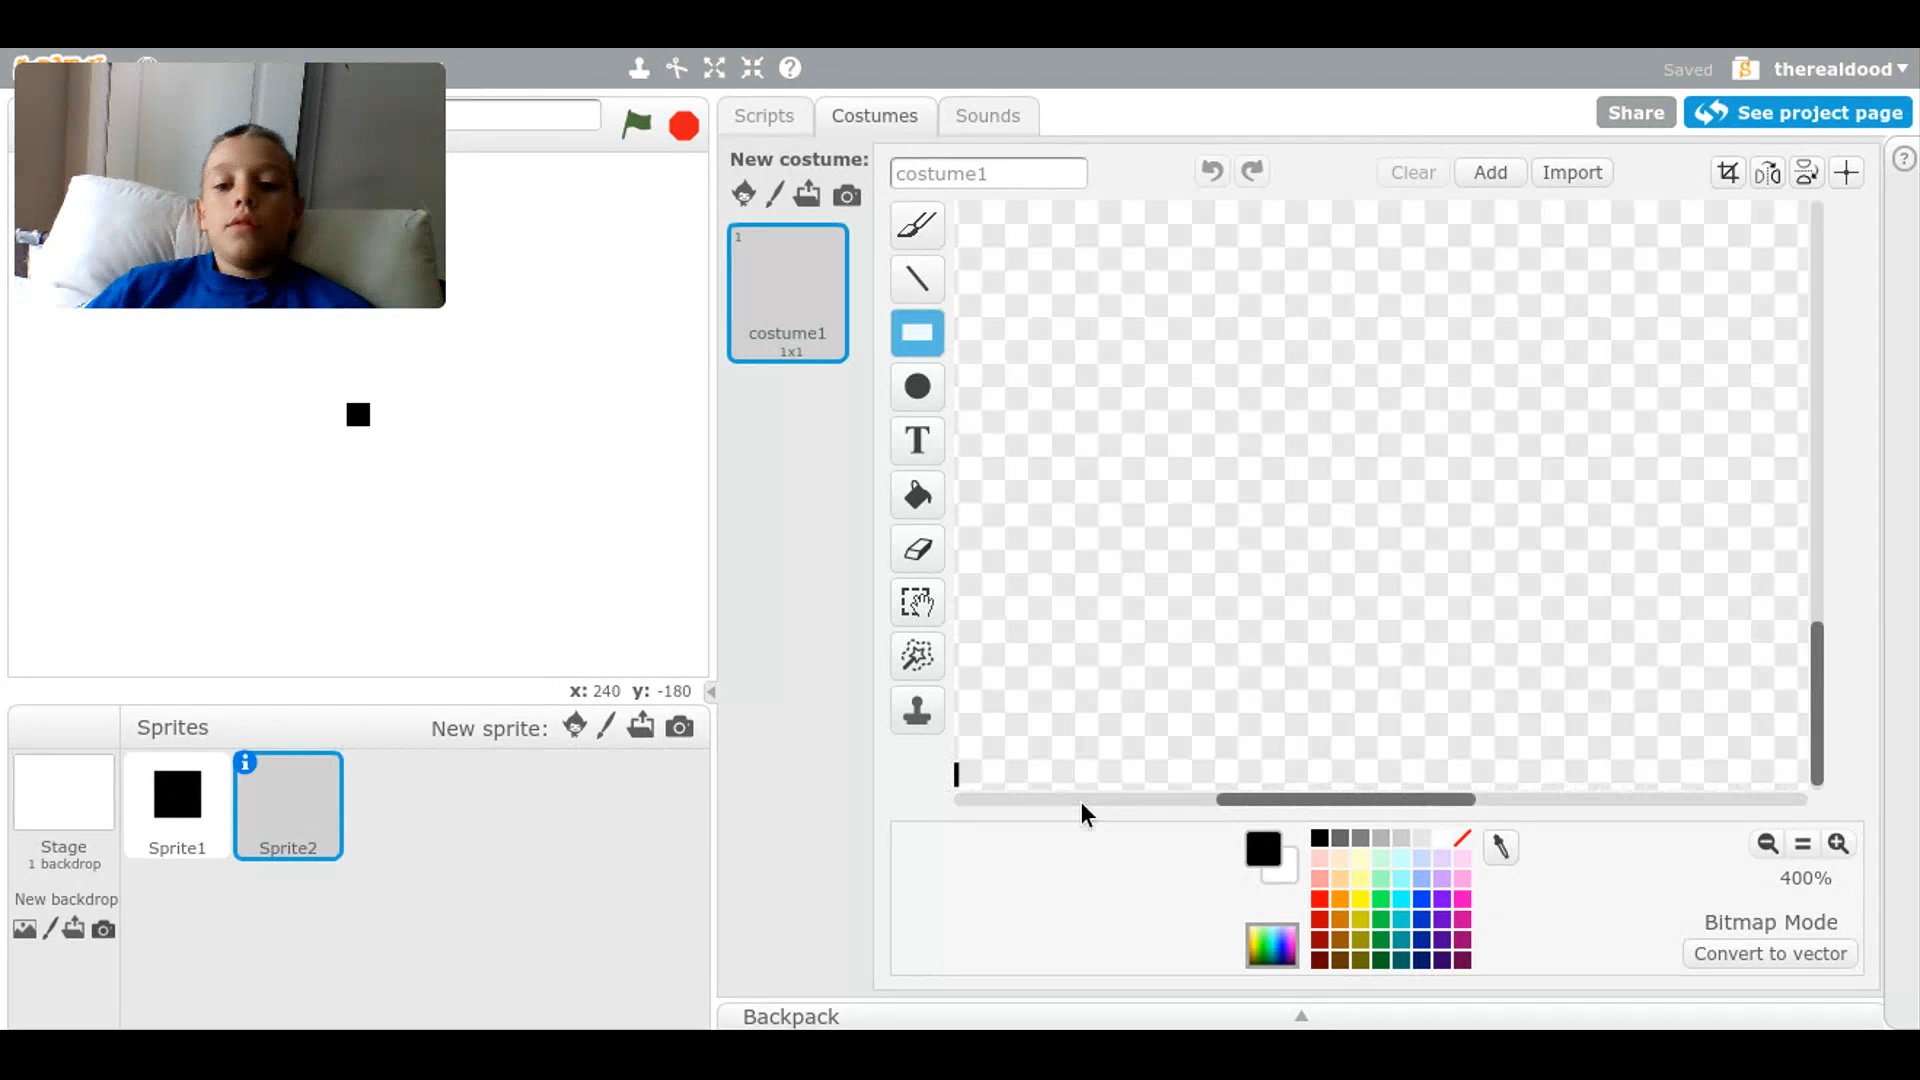 Saved
therealdood
Scripts
Costumes
Sounds
Share
See project page
New costume:
costume1
Clear
Add
Import
1
costume1
1x1
T
x: 240 y: -180
Sprites
New sprite:
Stage
1 backdrop
Sprite1
Sprite2
New backdrop
400%
Bitmap Mode
Convert to vector
Backpack